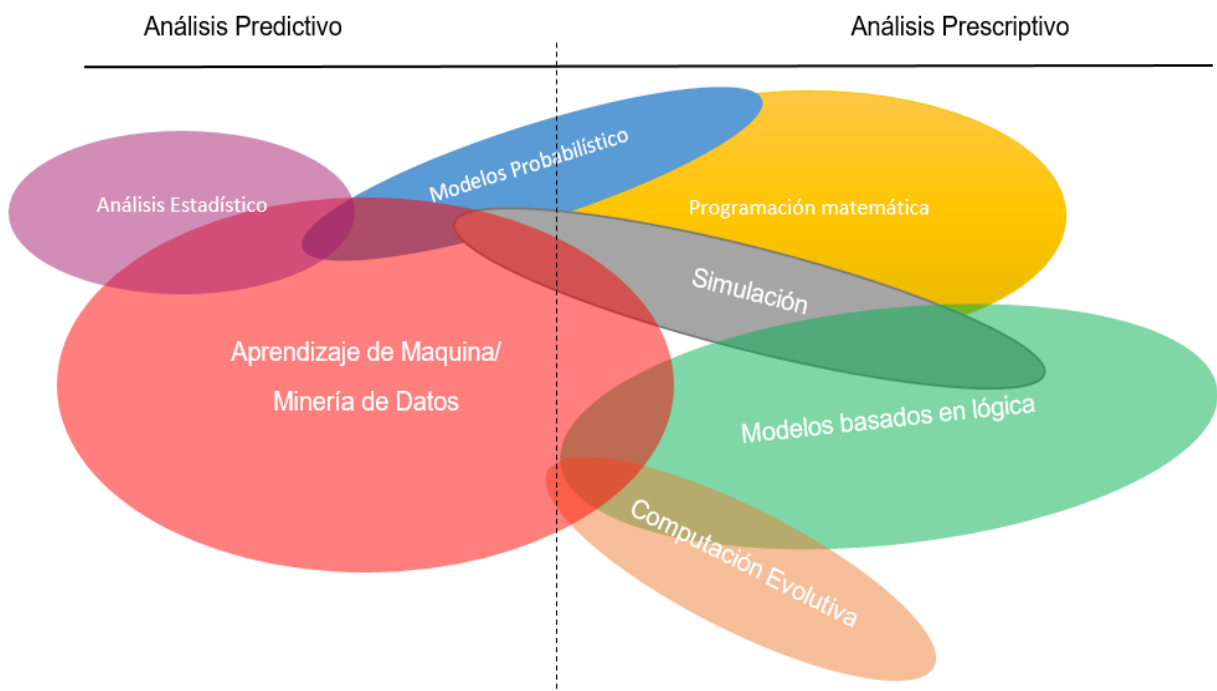 Análisis Predictivo
Análisis Prescriptivo
Modelos Probabilístico
Análisis Estadístico
Programación matemática
Simulación
Aprendizaje de Maquina/
Minería de Datos
Modelos basados en lógica
Computación Evolutiva